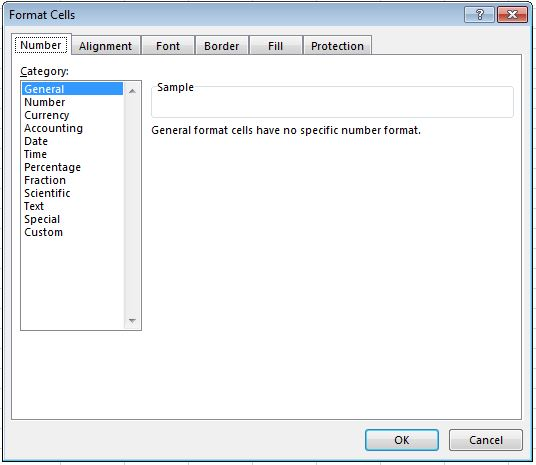 Format Cells
?
Number Alignment Font Border Fill Protection
Category:
General
Number
Currency
Accounting
Date
Time
Percentage
Fraction
Scientific
Text
Special
Custom
Sample
General format cells have no specific number format.
OK Cancel